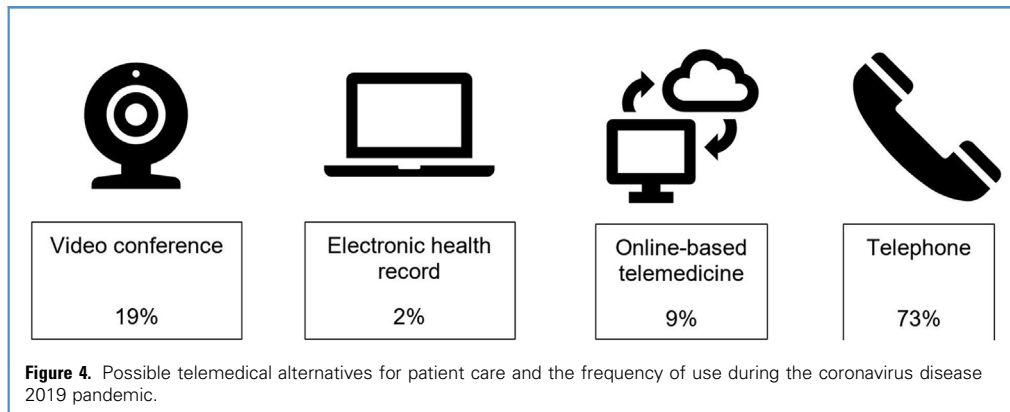 Video conference
19%
Electronic health
record
2%
Online-based
telemedicine
9%
Telephone
73%
Figure 4. Possible telemedical alternatives for patient care and the frequency of use during the coronavirus disease
2019 pandemic.